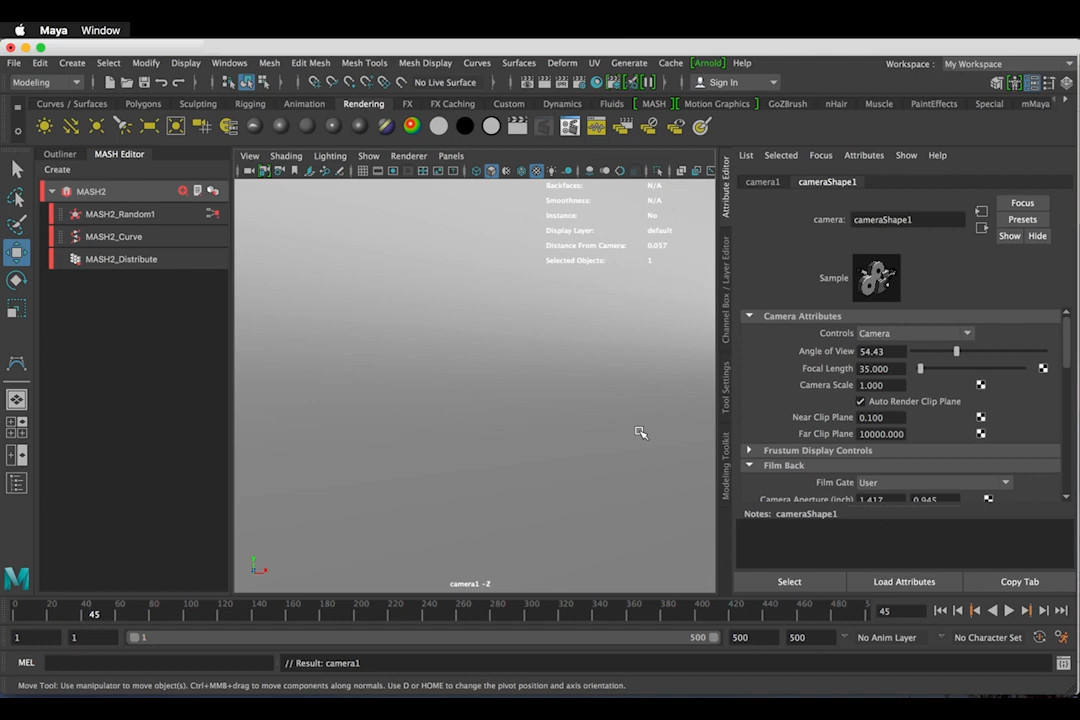 Maya Window
File Edit Create Select Modify Display Windows Mesh Edit Mesh Mesh Tools Mesh Display Curves Surfaces Deform UV Generate Cache [Arnold] Help Workspace : My Workspace
Modeling No Live Surface Sign In
Curves / Surfaces Polygons Sculpting Rigging Animation Rendering FX FX Caching Custom Dynamics Fluids [ MASH ] [ Motion Graphics ] GoZBrush nHair Muscle PaintEffects Special mMaya
Outliner MASH Editor
Create
MASH2
MASH2_Random1
MASH2_Curve
MASH2_Distribute
View Shading Lighting Show Renderer Panels
Backfaces: N/A
Smoothness: N/A
Instance: No
Display Layer: default
Distance From Camera: 0.057
Selected Objects: 1
y
x
camera1 -Z
Attribute Editor
Channel Box / Layer Editor
Tool Settings
Modeling Toolkit
List Selected Focus Attributes Show Help
camera1 cameraShape1
camera: cameraShape1
Focus
Presets
Show Hide
Sample
Camera Attributes
Controls Camera
Angle of View 54.43
Focal Length 35.000
Camera Scale 1.000
Auto Render Clip Plane
Near Clip Plane 0.100
Far Clip Plane 10000.000
Frustum Display Controls
Film Back
Film Gate User
Camera Aperture (inch) 1.417 0.945
Notes: cameraShape1
Select Load Attributes Copy Tab
0 20 40 60 80 100 120 140 160 180 200 220 240 260 280 300 320 340 360 380 400 420 440 460 480 5
45 45
1 1 1 500 500 500 No Anim Layer No Character Set
MEL // Result: camera1
Move Tool: Use manipulator to move object(s). Ctrl+MMB+drag to move components along normals. Use D or HOME to change the pivot position and axis orientation.